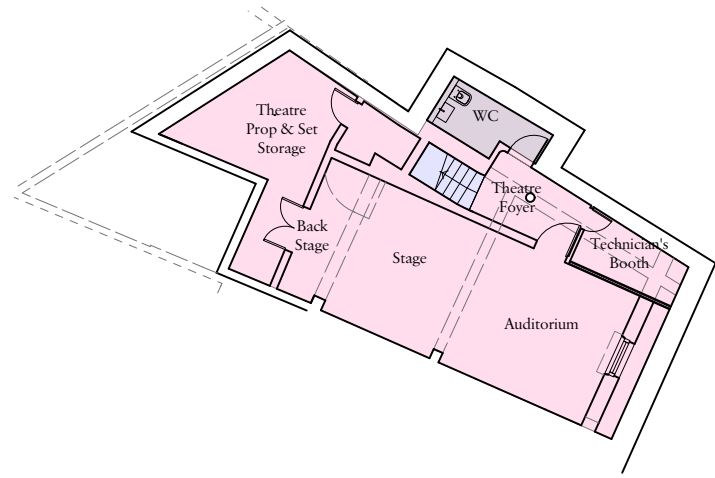 Theatre
Prop & Set
Storage
WC
Theatre
Foyer
Back
Stage
Stage
Technician's
Booth
Auditorium